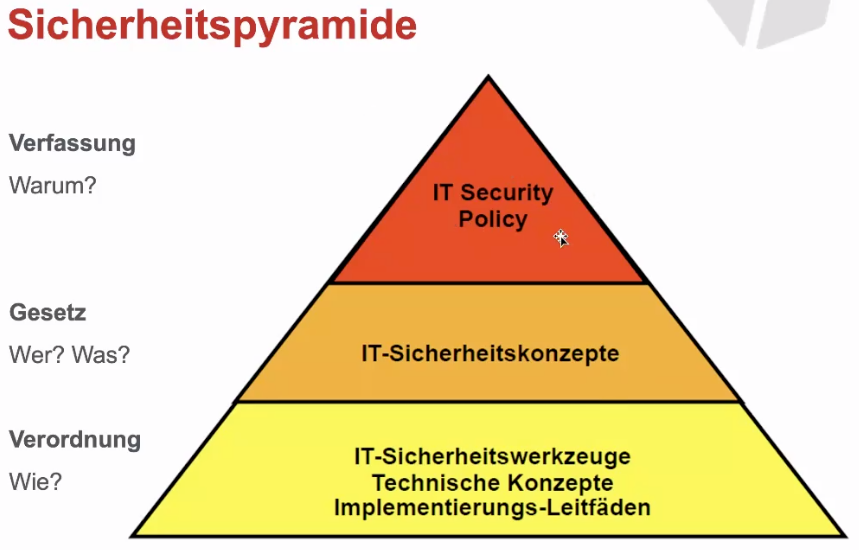 Sicherheitspyramide
Verfassung
Warum?
IT Security
Policy
Gesetz
Wer? Was?
IT-Sicherheitskonzepte
Verordnung
Wie?
IT-Sicherheitswerkzeuge
Technische Konzepte
Implementierungs-Leitfäden